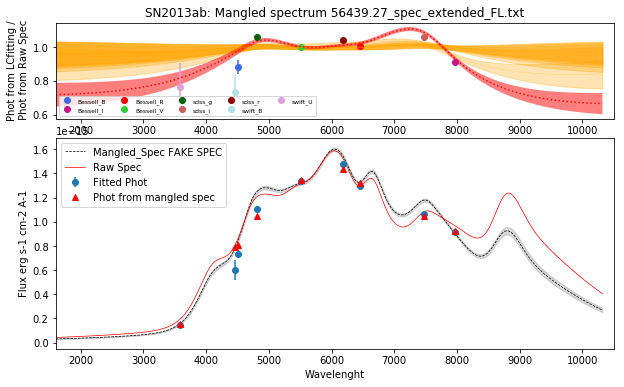 SN2013ab: Mangled spectrum 56439.27_spec_extended_FL.txt
Phot from LCfitting /
Phot from Raw Spec
1.0
0.8
0.6
Bessell_B
Bessell_I
Bessell_R
Bessell_V
sdss_g
sdss_i
sdss_r
swift_B
swift_U
2000 3000 4000 5000 6000 7000 8000 9000 10000
Flux erg s-1 cm-2 A-1
1.6
1.4
1.2
1.0
0.8
0.6
0.4
0.2
0.0
Mangled_Spec FAKE SPEC
Raw Spec
Fitted Phot
Phot from mangled spec
2000 3000 4000 5000 6000 7000 8000 9000 10000
Wavelenght